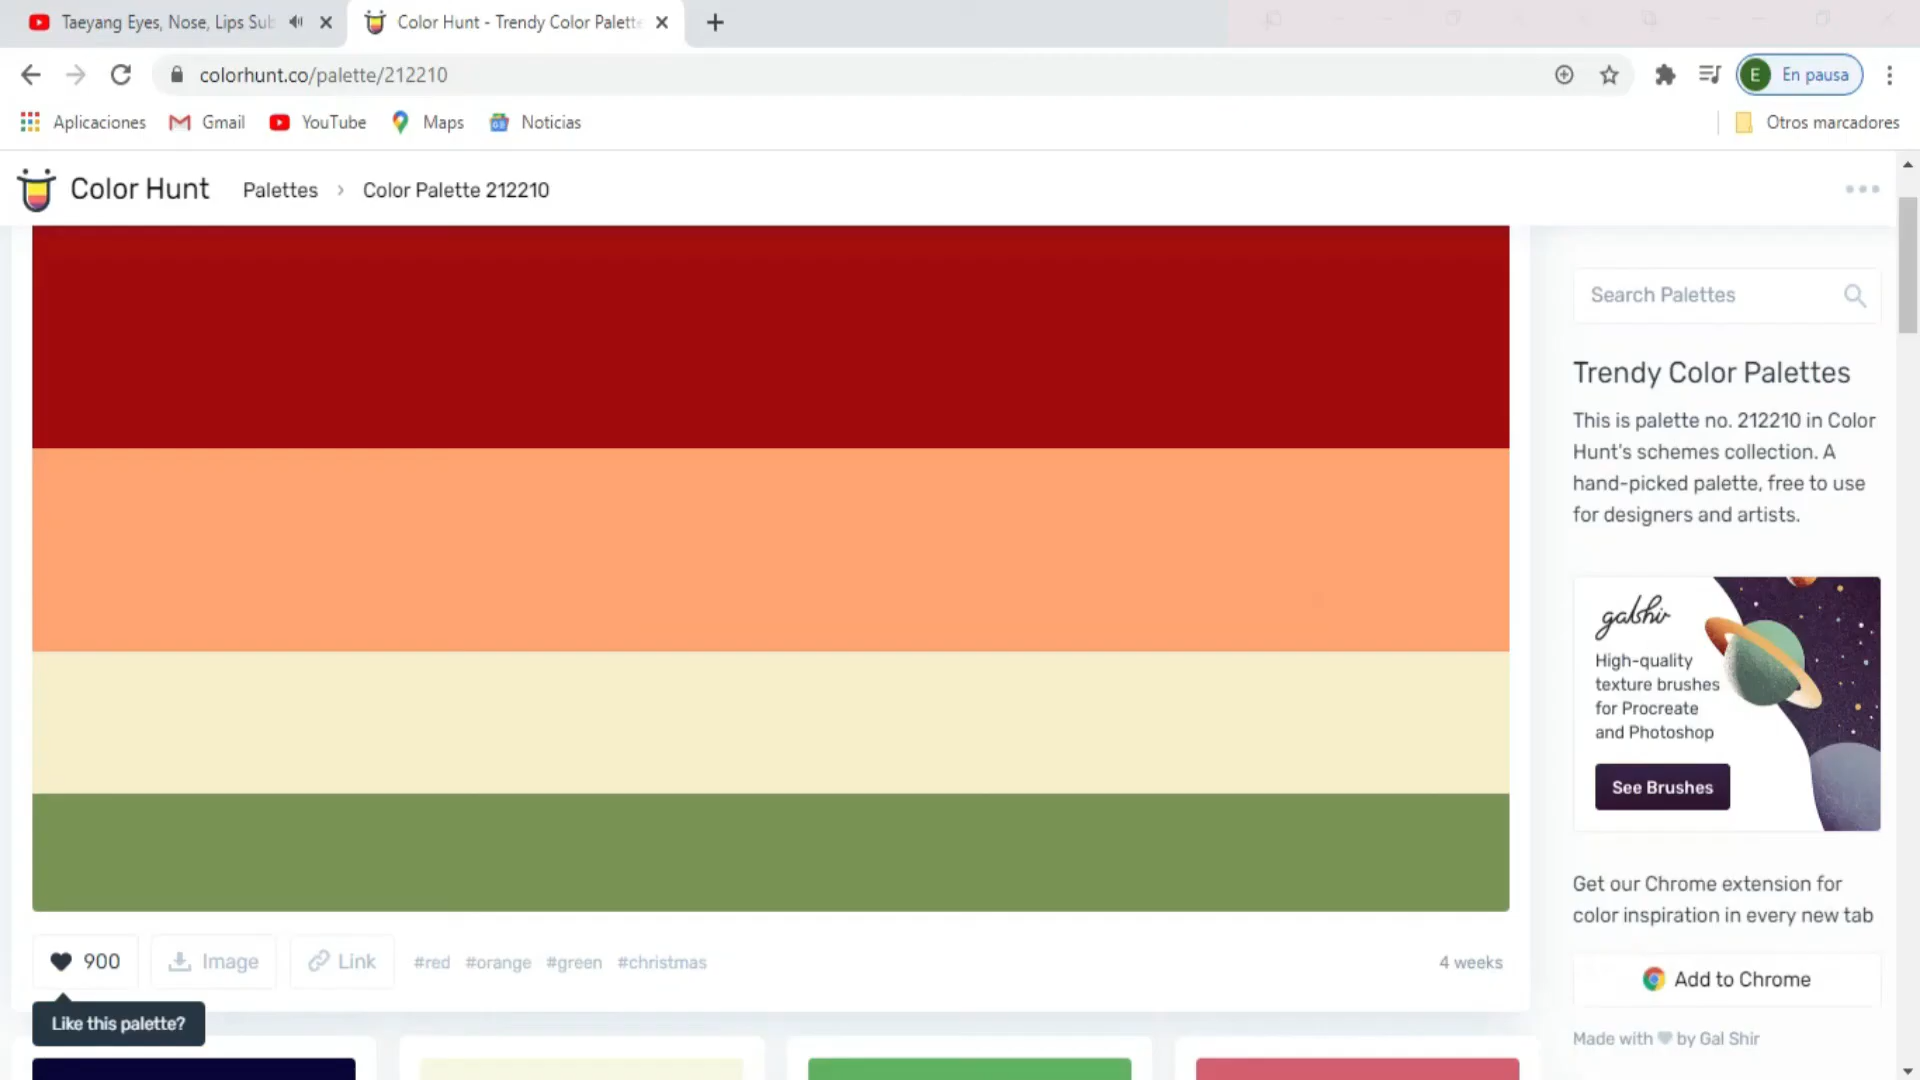 Taeyang Eyes, Nose, Lips Sub
Color Hunt - Trendy Color Palette
colorhunt.co/palette/212210
E En pausa
Aplicaciones Gmail YouTube Maps Noticias Otros marcadores
Color Hunt Palettes › Color Palette 212210
Search Palettes
Trendy Color Palettes
This is palette no. 212210 in Color
Hunt's schemes collection. A
hand-picked palette, free to use
for designers and artists.
galshir
High-quality
texture brushes
for Procreate
and Photoshop
See Brushes
Get our Chrome extension for
color inspiration in every new tab
Add to Chrome
Made with by Gal Shir
900 Image Link #red #orange #green #christmas 4 weeks
Like this palette?